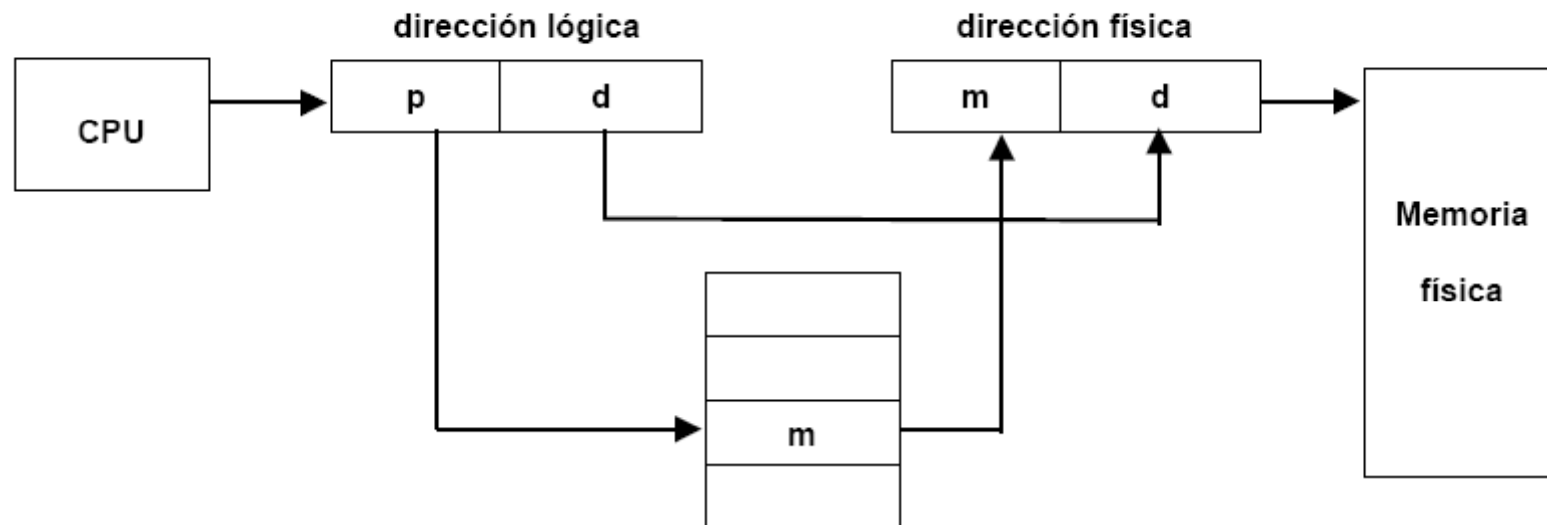 dirección lógica
dirección física
CPU
p
d
m
d
Memoria
física
m